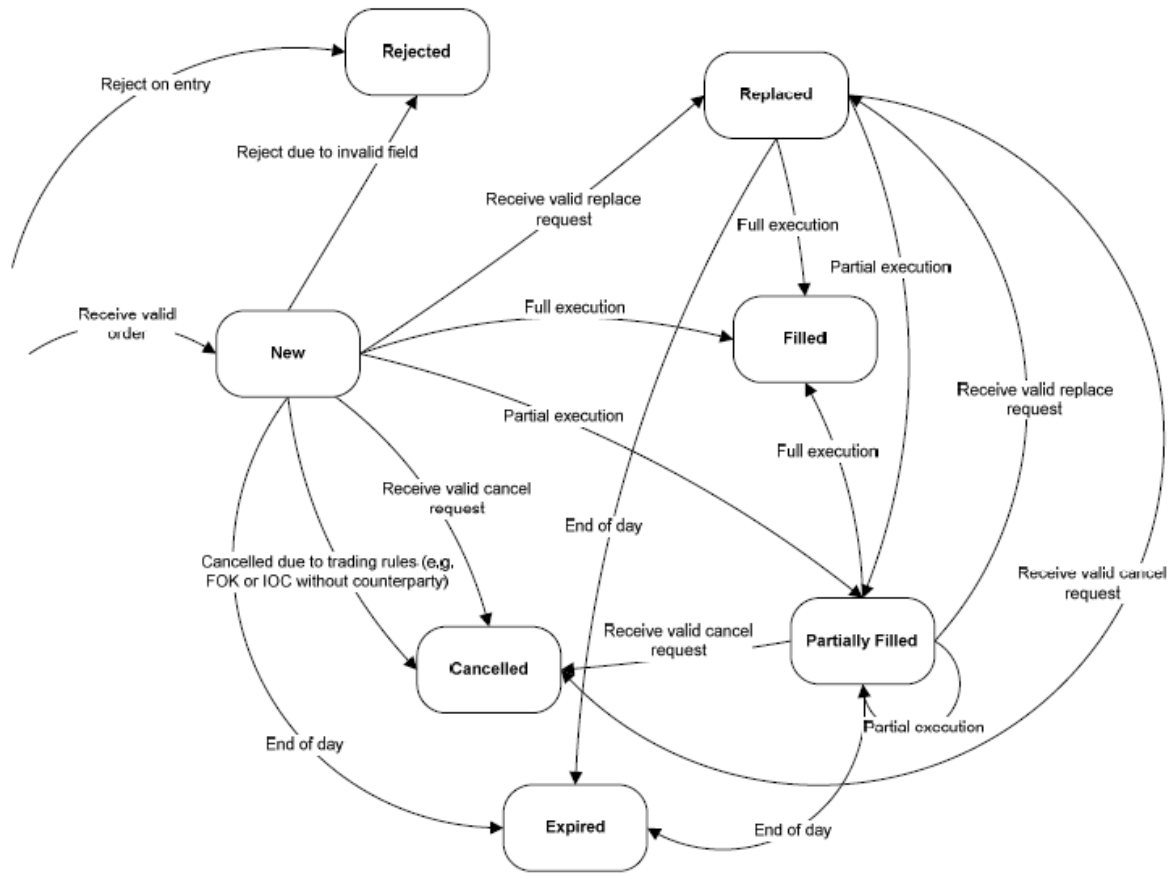 Rejected
Reject on entry
Replaced
Reject due to invalid field
Receive valid replace
request
Full execution
Partial execution
Receive valid
order
Full execution
New
Filled
Receive valid replace
request
Partial execution
Full execution
Receive valid cancel
request
End of day
Cancelled due to trading rules (e.g.
FOK or IOC without counterparty)
Receive valid cancel
request
Receive valid cancel
request
Partially Filled
Cancelled
Partial execution
End of day
Expired
End of day